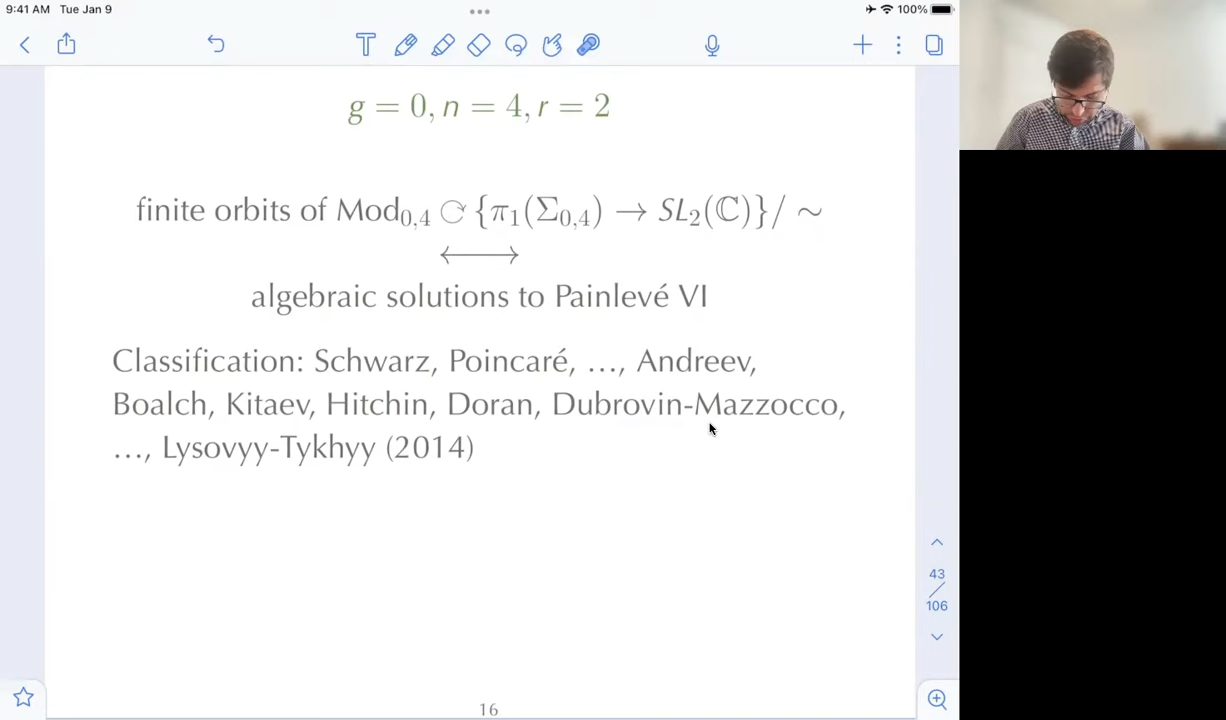 9:41 AM Tue Jan 9
100%
g = 0, n = 4, r = 2
finite orbits of Mod₀,₄ ⟳ {π₁(Σ₀,₄) → SL₂(ℂ)}/ ∼
⟷
algebraic solutions to Painlevé VI
Classification: Schwarz, Poincaré, …, Andreev,
Boalch, Kitaev, Hitchin, Doran, Dubrovin-Mazzocco,
…, Lysovyy-Tykhyy (2014)
43
/
106
16